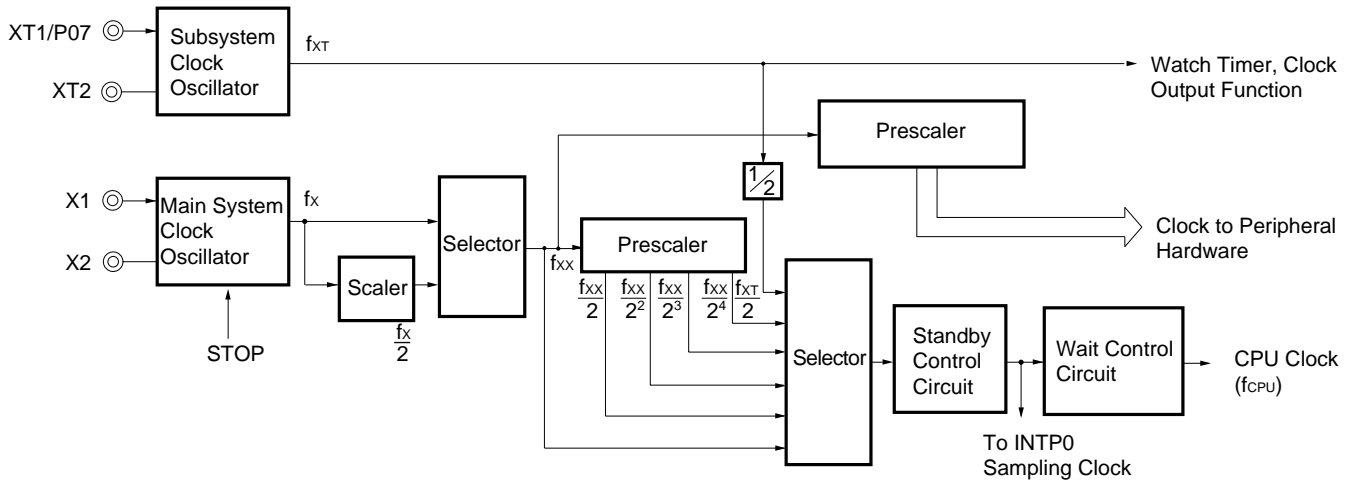 XT1/P07
XT2
Subsystem
Clock
Oscillator
fXT
Watch Timer, Clock
Output Function
Prescaler
1/2
X1
X2
Main System
Clock
Oscillator
fX
STOP
Scaler
fX/2
Selector
fXX
Prescaler
fXX/2
fXX/2²
fXX/2³
fXX/2⁴
fXT/2
Clock to Peripheral
Hardware
Selector
Standby
Control
Circuit
Wait Control
Circuit
CPU Clock
(fCPU)
To INTP0
Sampling Clock